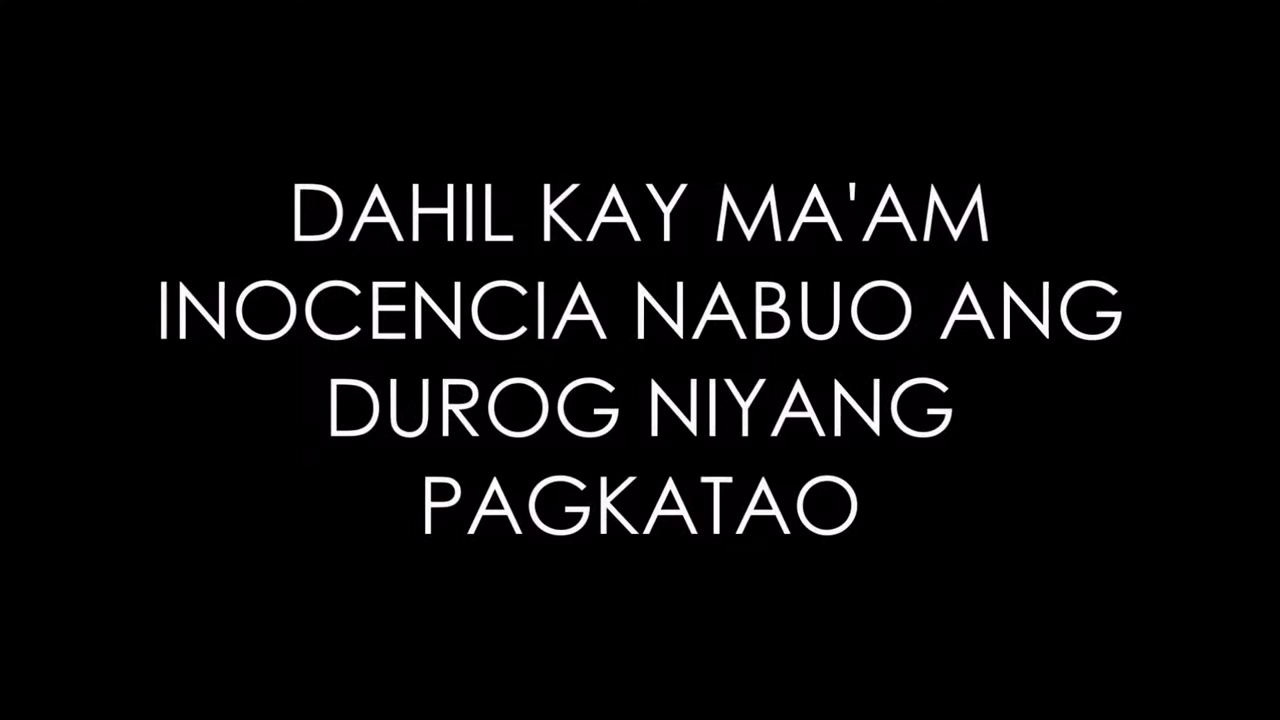 DAHIL KAY MA'AM
INOCENCIA NABUO ANG
DUROG NIYANG
PAGKATAO